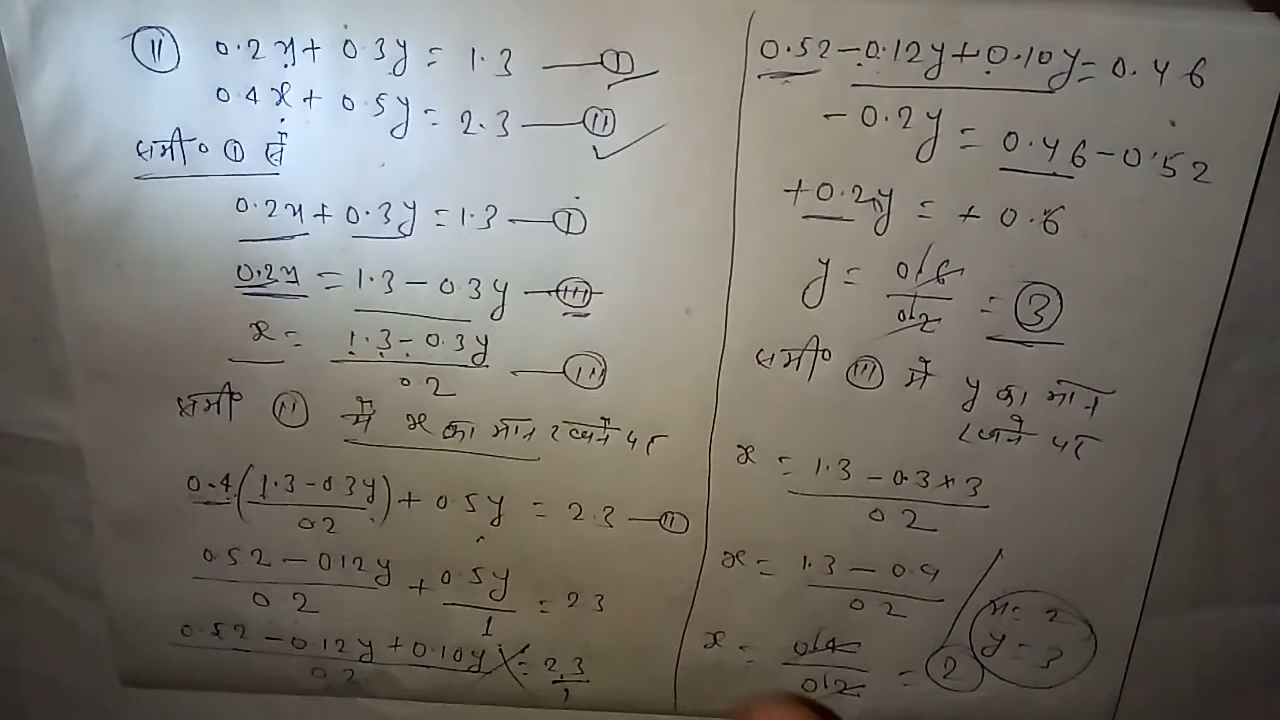 (II) 0.2x + 0.3y = 1.3 — (I)
0.4x + 0.5y = 2.3 — (II)
समी० (I) से
0.2x + 0.3y = 1.3 — (I)
0.2x = 1.3 - 0.3y — (III)
x = (1.3 - 0.3y) / 0.2 — (III)
समी० (II) में x का मान रखने पर
0.4 ((1.3 - 0.3y) / 0.2) + 0.5y = 2.3 — (II)
(0.52 - 0.12y) / 0.2 + 0.5y / 1 = 2.3
(0.52 - 0.12y + 0.10y) / 0.2 = 2.3 / 1
0.52 - 0.12y + 0.10y = 0.46
- 0.2y = 0.46 - 0.52
+ 0.2y = + 0.6
y = 0.6 / 0.2 = 3
समी० (III) में y का मान
रखने पर
x = (1.3 - 0.3 × 3) / 0.2
x = (1.3 - 0.9) / 0.2
x = 0.4 / 0.2 = 2
x = 2
y = 3